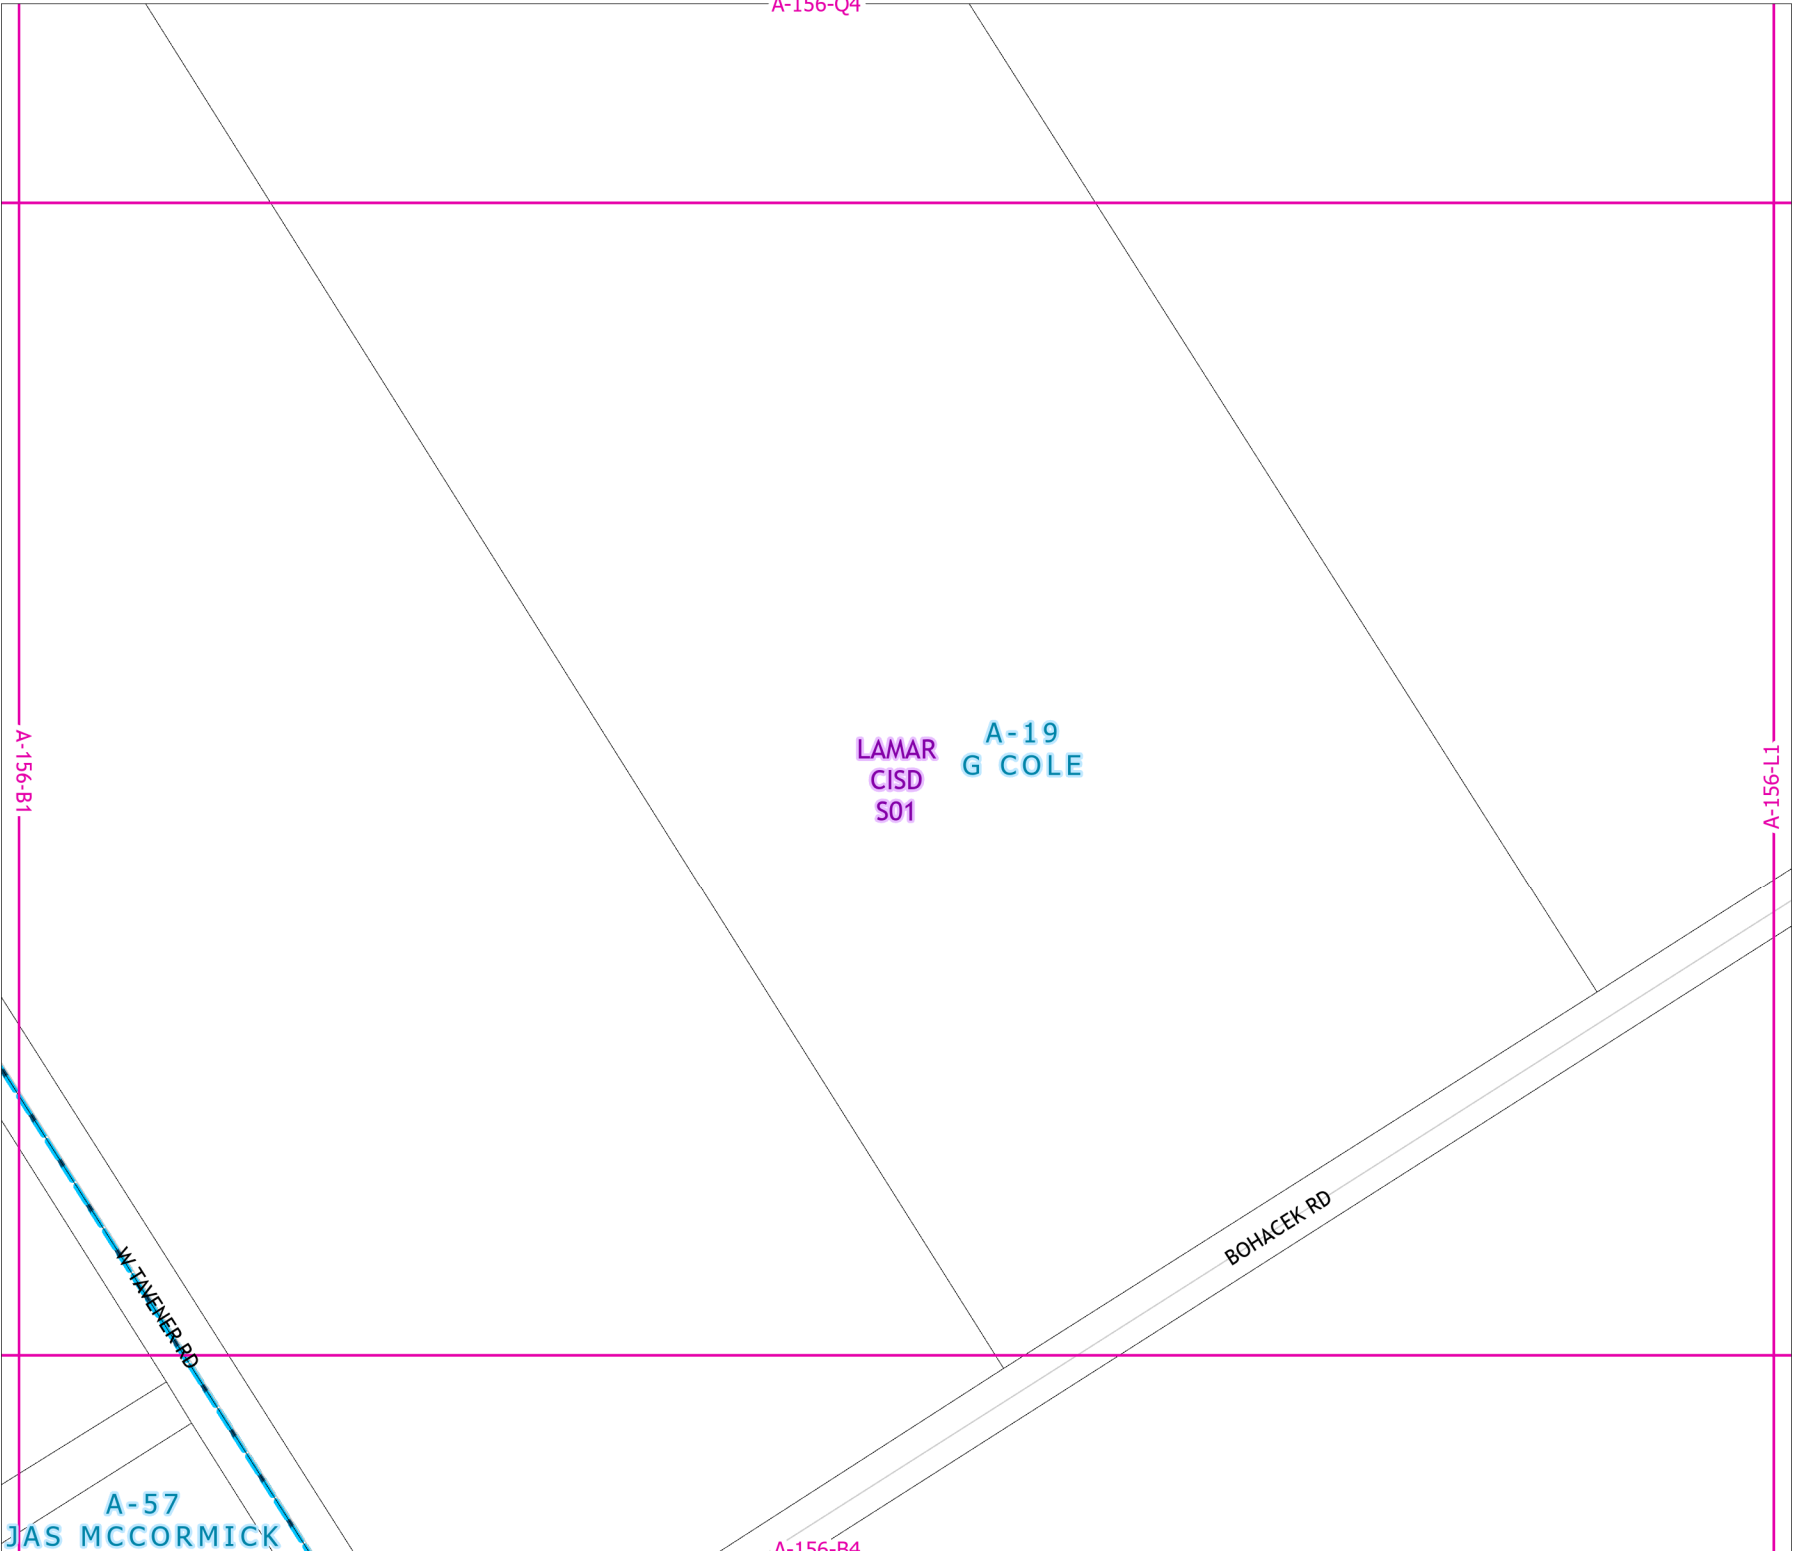 A-156-Q4
A-156-B1
LAMAR
CISD
S01
A-19
G COLE
A-156-L1
BOHACEK RD
W TAVENER RD
A-57
JAS MCCORMICK
A-156-B4